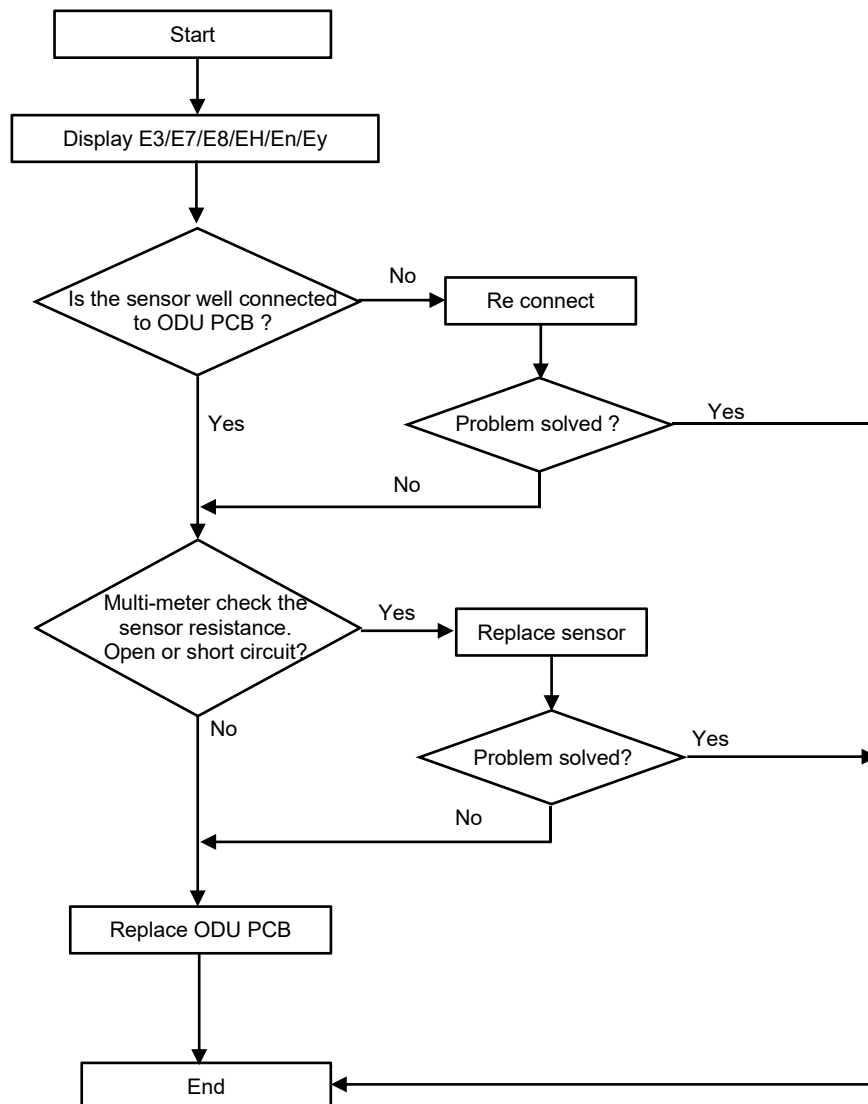 Start
Display E3/E7/E8/EH/En/Ey
Is the sensor well connected
to ODU PCB ?
No
Re connect
Yes
Problem solved ?
Yes
No
Multi-meter check the
sensor resistance.
Open or short circuit?
Yes
Replace sensor
No
Problem solved?
Yes
No
Replace ODU PCB
End